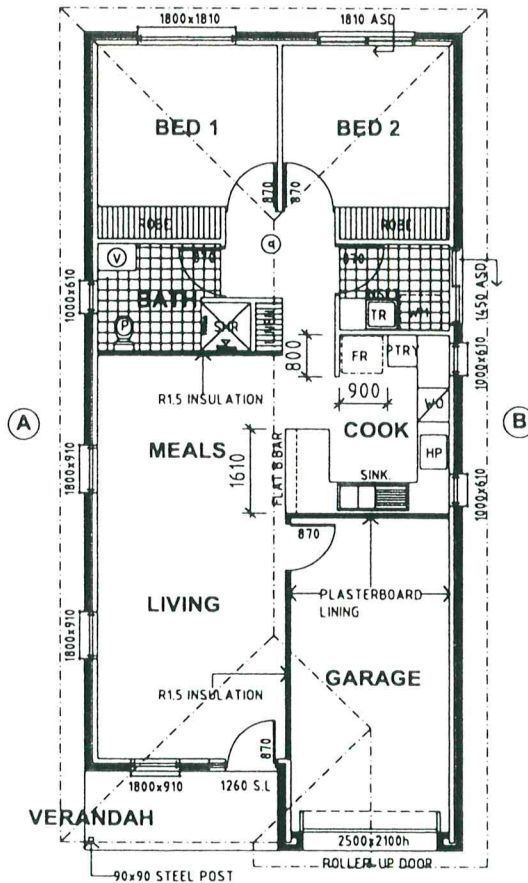 1800x1810
1810 ASD
BED 1
BED 2
870
870
ROBE
ROBE
a
V
870
870
1450 ASD
1000x610
BATH
TR
WM
P
SHR
LINEN
800
FR
PTRY
1000x610
R1.5 INSULATION
900
WO
A
B
MEALS
COOK
1800x910
1610
FLAT B BAR
HP
SINK.
1000x610
870
LIVING
PLASTERBOARD
LINING
1800x910
GARAGE
R1.5 INSULATION
870
1800x910
1260 S.L
VERANDAH
2500x2100h
ROLLER-UP DOOR
90x90 STEEL POST